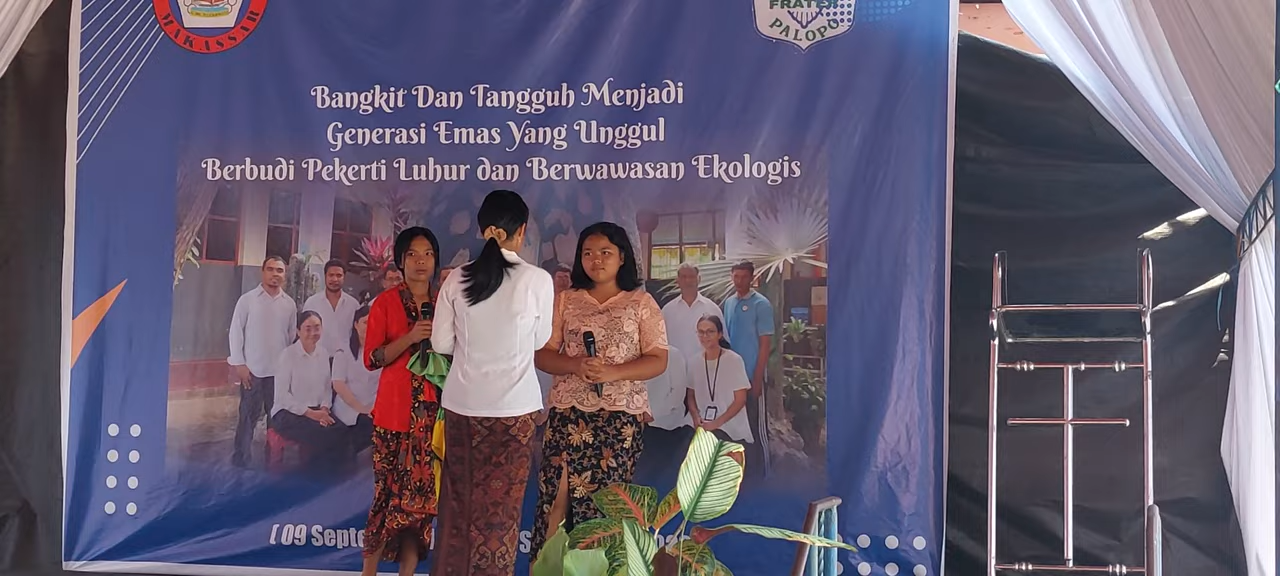 MAKASSAR
FRATER
PALOPO
Bangkit Dan Tangguh Menjadi
Generasi Emas Yang Unggul
Berbudi Pekerti Luhur dan Berwawasan Ekologis
[ 09 Septe